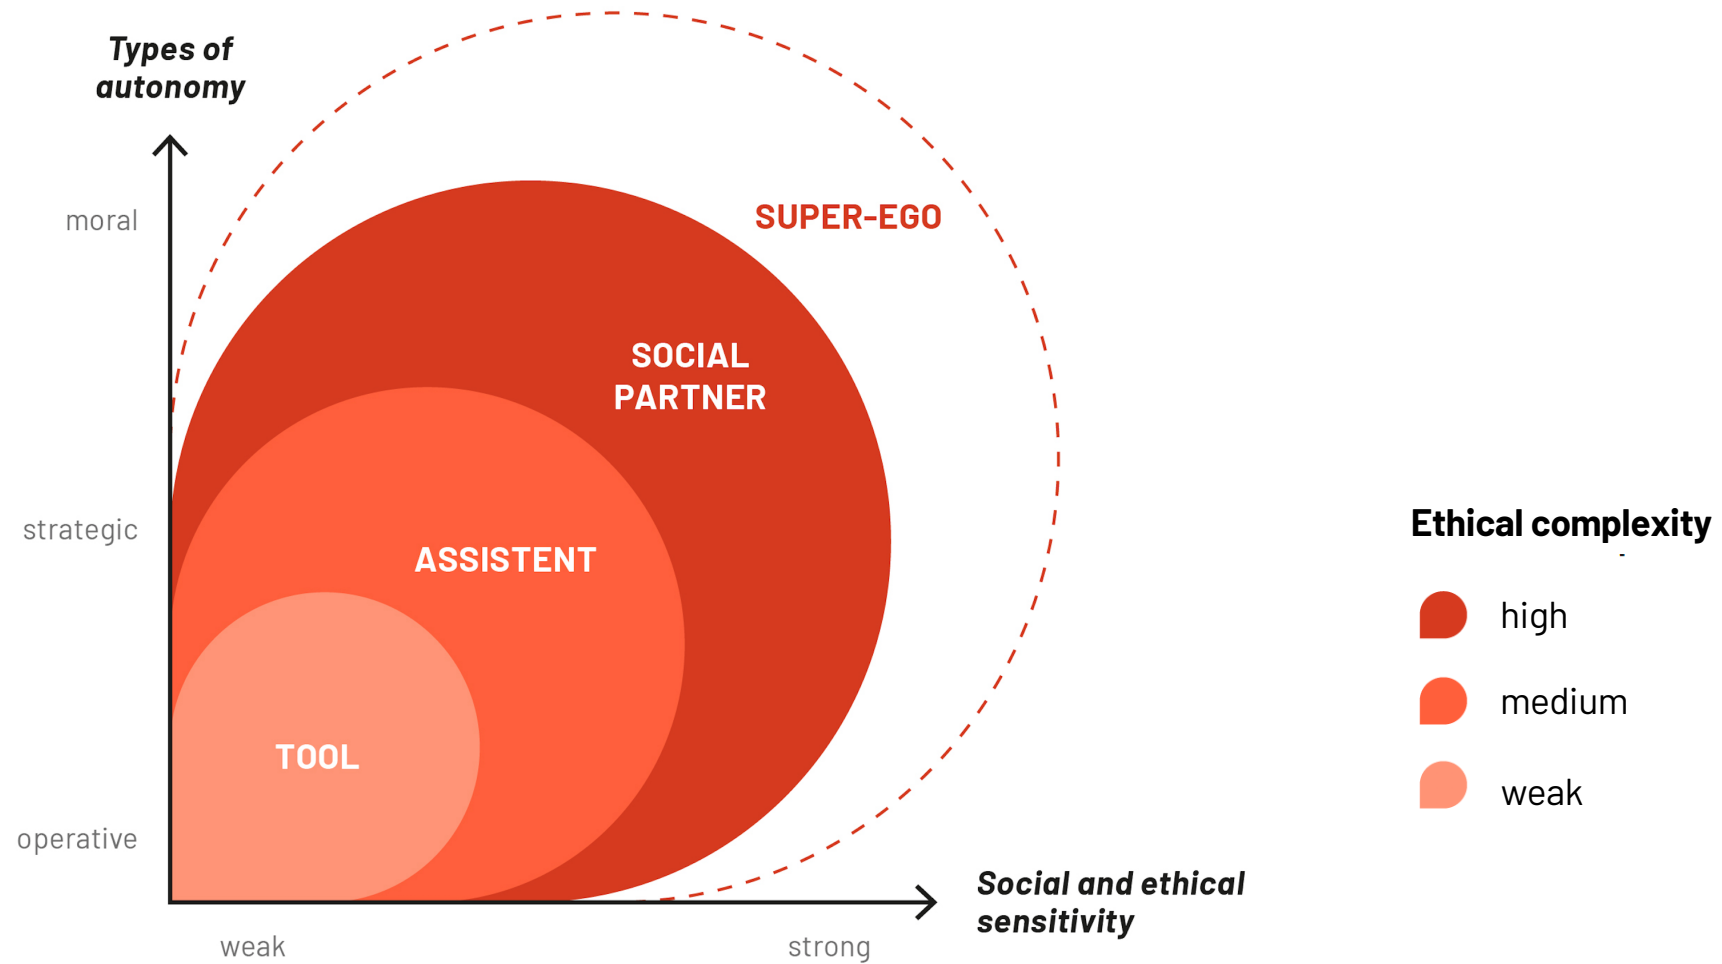 Types of
autonomy
moral
SUPER-EGO
SOCIAL
PARTNER
strategic
ASSISTENT
TOOL
operative
weak
strong
Social and ethical
sensitivity
Ethical complexity
high
medium
weak